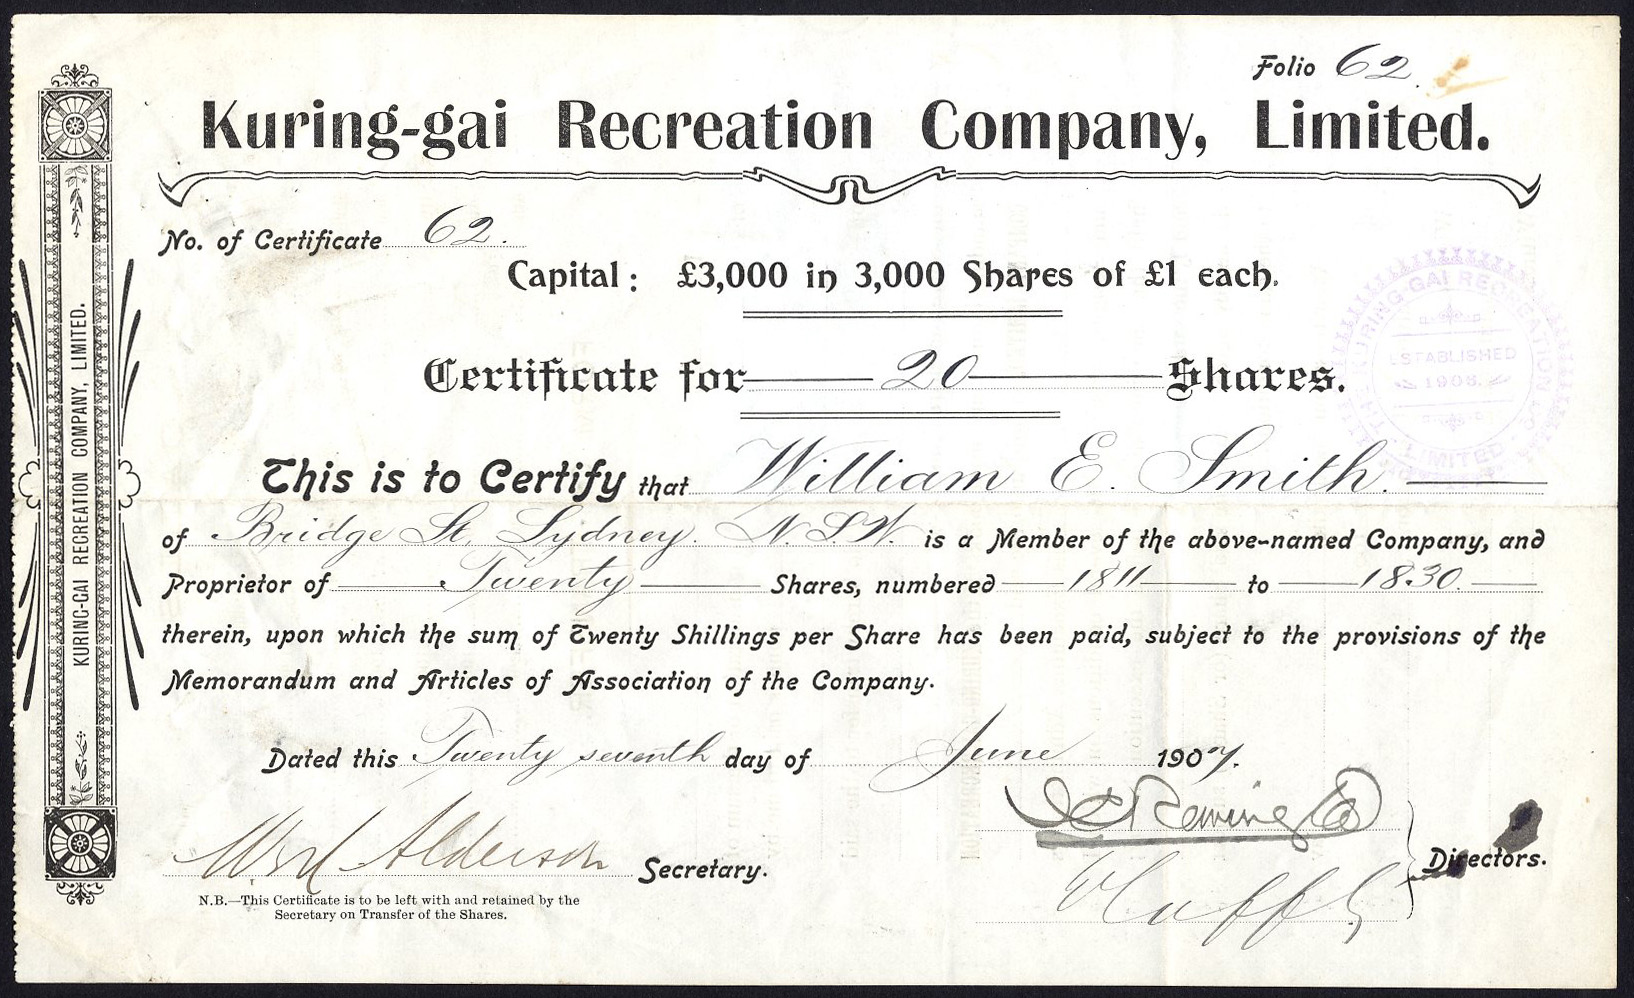 Folio 62.
Kuring-gai Recreation Company, Limited.
No. of Certificate 62.
Capital: £3,000 in 3,000 Shares of £1 each.
KURING GAI RECREATION
ESTABLISHED
LIMITED
Certificate for 20 Shares.
This is to Certify that William E. Smith.
of Bridge St, Sydney. N.S.W. is a Member of the above-named Company, and
Proprietor of Twenty Shares, numbered 1811 to 1830.
therein, upon which the sum of Twenty Shillings per Share has been paid, subject to the provisions of the
Memorandum and Articles of Association of the Company.
Dated this Twenty seventh day of June 1907.
Alderson Secretary.
Directors.
N.B.—This Certificate is to be left with and retained by the
Secretary on Transfer of the Shares.
KURING-GAI RECREATION COMPANY, LIMITED.